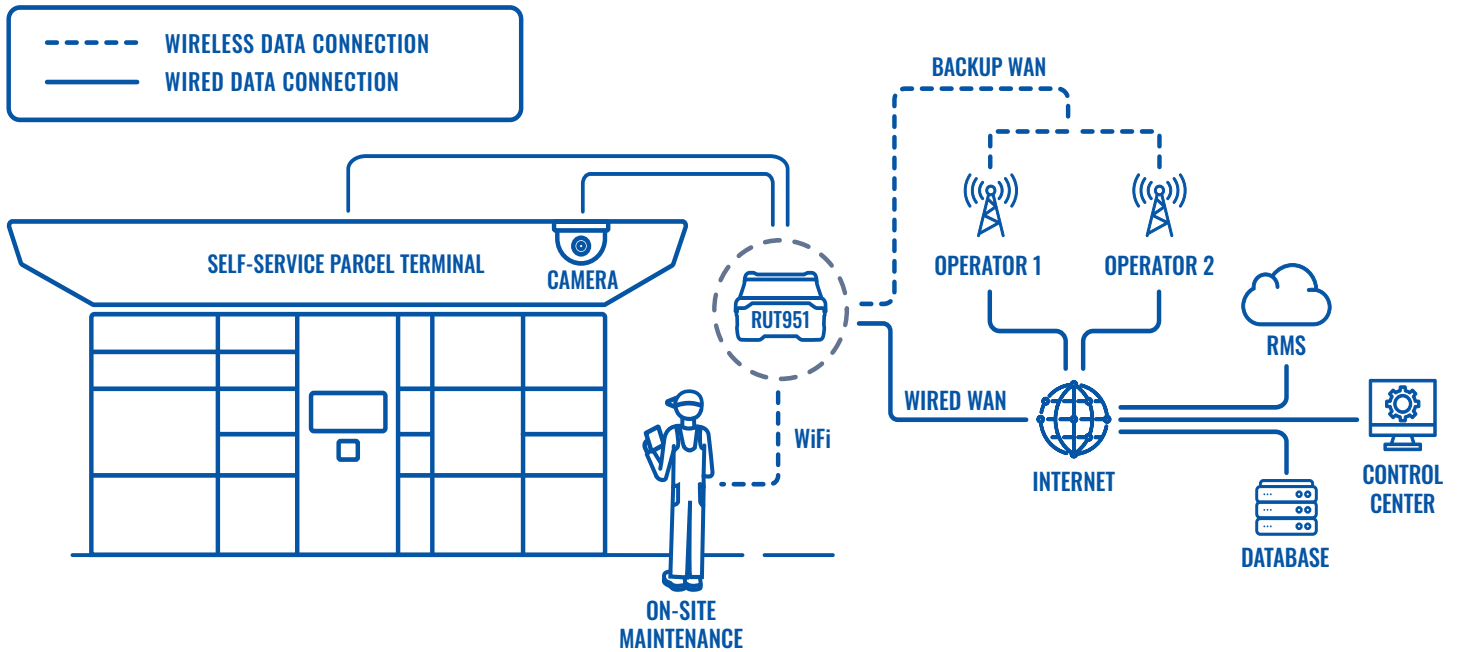 WIRELESS DATA CONNECTION
WIRED DATA CONNECTION
BACKUP WAN
SELF-SERVICE PARCEL TERMINAL
CAMERA
RUT951
OPERATOR 1
OPERATOR 2
RMS
WIRED WAN
WiFi
INTERNET
CONTROL
CENTER
DATABASE
ON-SITE
MAINTENANCE